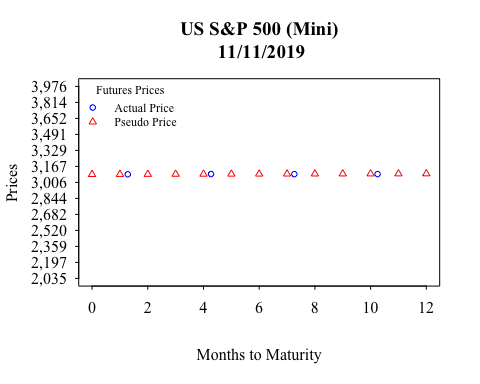 US S&P 500 (Mini)
11/11/2019
Futures Prices
Actual Price
Pseudo Price
Prices
3,976
3,814
3,652
3,491
3,329
3,167
3,006
2,844
2,682
2,520
2,359
2,197
2,035
0 2 4 6 8 10 12
Months to Maturity